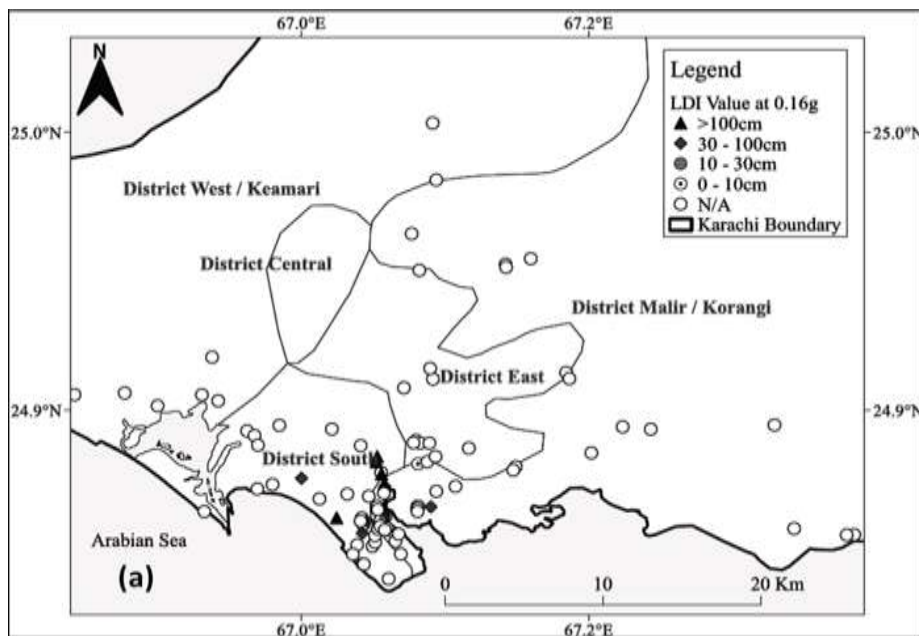 67.0°E 67.2°E
N
Legend
LDI Value at 0.16g
>100cm
30 - 100cm
10 - 30cm
0 - 10cm
N/A
Karachi Boundary
25.0°N 25.0°N
District West / Keamari
District Central
District Malir / Korangi
District East
24.9°N 24.9°N
District South
Arabian Sea
(a)
0 10 20 Km
67.0°E 67.2°E